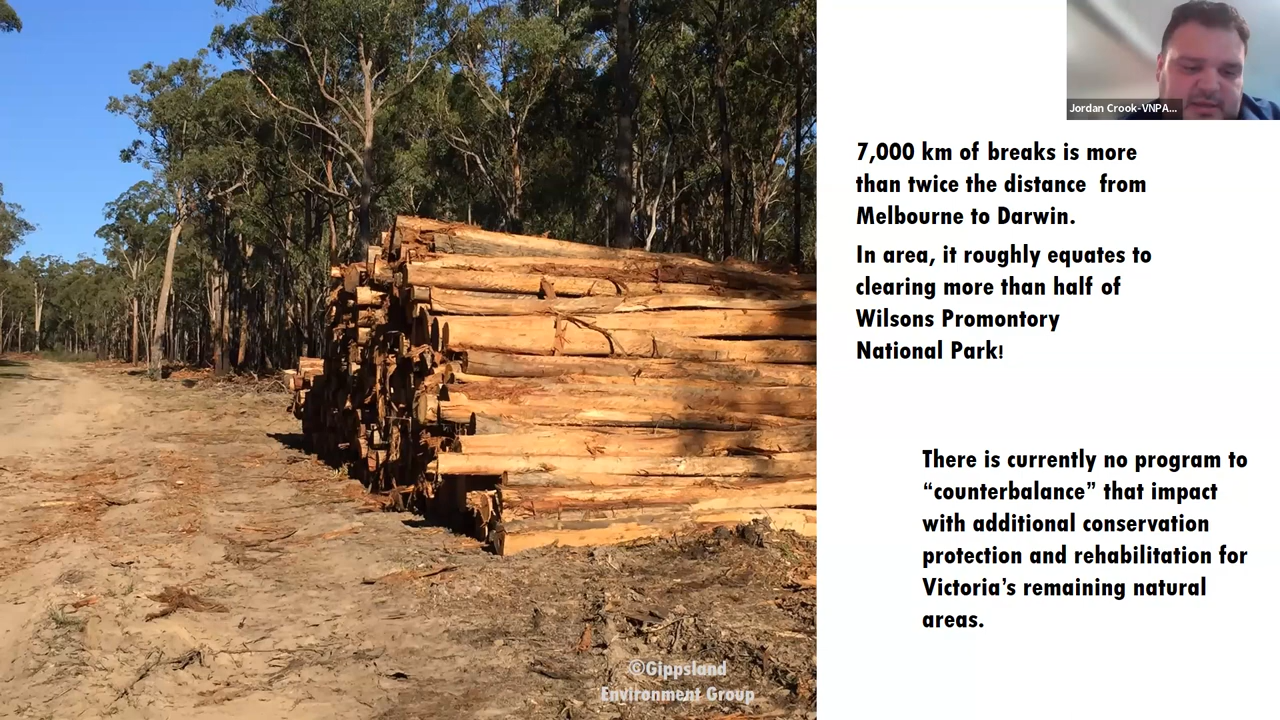 Jordan Crook-VNPA...
7,000 km of breaks is more
than twice the distance from
Melbourne to Darwin.
In area, it roughly equates to
clearing more than half of
Wilsons Promontory
National Park!
There is currently no program to
“counterbalance” that impact
with additional conservation
protection and rehabilitation for
Victoria’s remaining natural
areas.
©Gippsland
Environment Group